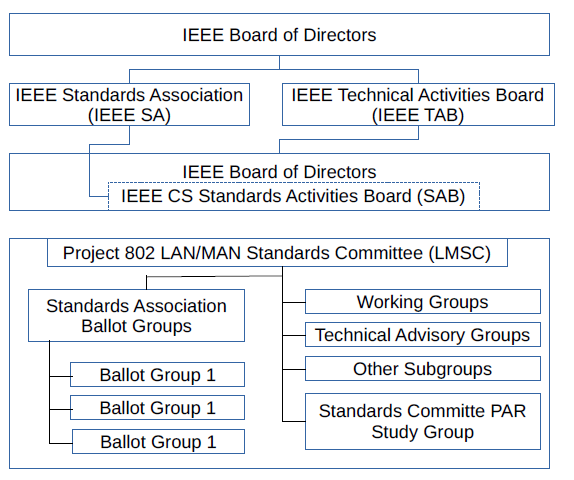 IEEE Board of Directors
IEEE Standards Association
(IEEE SA)
IEEE Technical Activities Board
(IEEE TAB)
IEEE Board of Directors
IEEE CS Standards Activities Board (SAB)
Project 802 LAN/MAN Standards Committee (LMSC)
Standards Association
Ballot Groups
Ballot Group 1
Ballot Group 1
Ballot Group 1
Working Groups
Technical Advisory Groups
Other Subgroups
Standards Committe PAR
Study Group